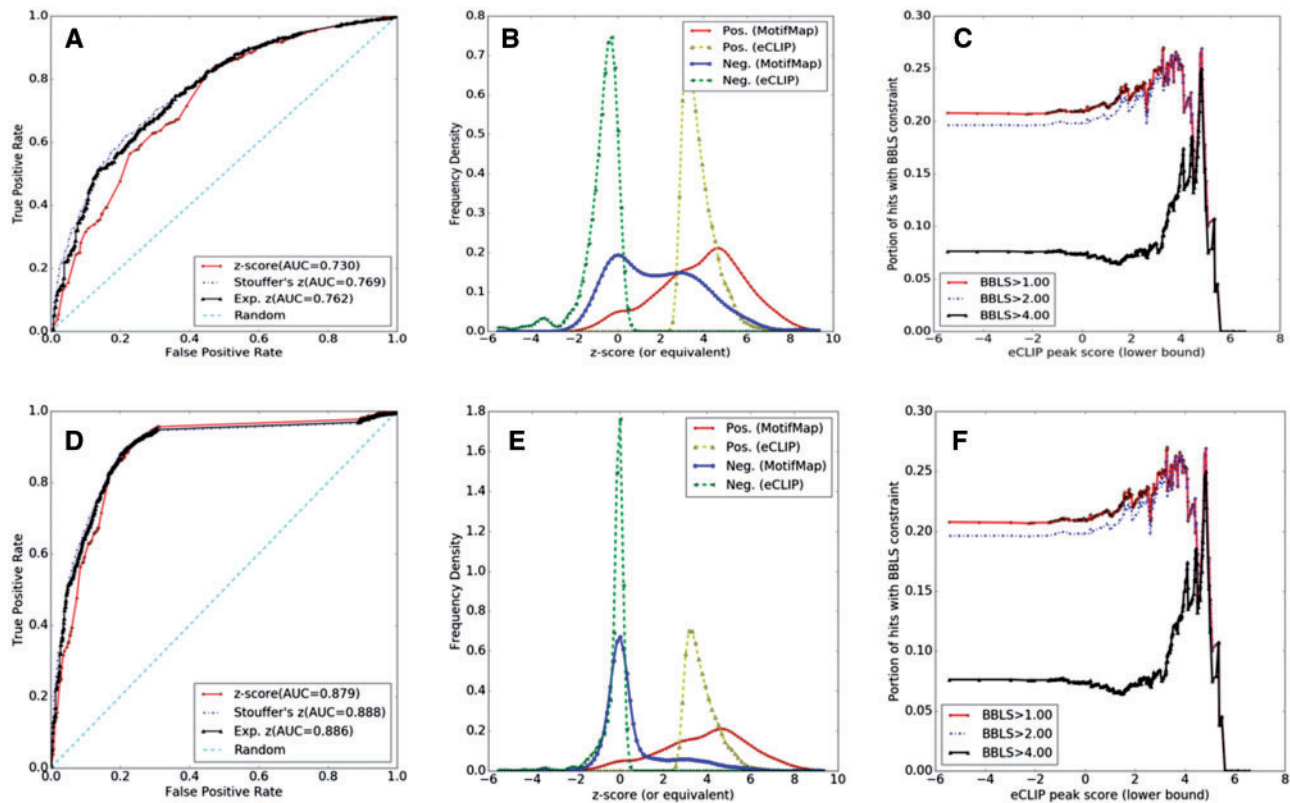 A
True Positive Rate
1.0
0.8
0.6
0.4
0.2
0.0
0.2
0.4
0.6
0.8
1.0
False Positive Rate
z-score(AUC=0.730)
Stouffer's z(AUC=0.769)
Exp. z(AUC=0.762)
Random
B
Frequency Density
0.8
0.7
0.6
0.5
0.4
0.3
0.2
0.1
0.0
−6
−4
−2
0
2
4
6
8
10
z-score (or equivalent)
Pos. (MotifMap)
Pos. (eCLIP)
Neg. (MotifMap)
Neg. (eCLIP)
C
Portion of hits with BBLS constraint
0.30
0.25
0.20
0.15
0.10
0.05
0.00
−6
−4
−2
0
2
4
6
8
eCLIP peak score (lower bound)
BBLS>1.00
BBLS>2.00
BBLS>4.00
D
True Positive Rate
1.0
0.8
0.6
0.4
0.2
0.0
0.2
0.4
0.6
0.8
1.0
False Positive Rate
z-score(AUC=0.879)
Stouffer's z(AUC=0.888)
Exp. z(AUC=0.886)
Random
E
Frequency Density
1.8
1.6
1.4
1.2
1.0
0.8
0.6
0.4
0.2
0.0
−6
−4
−2
0
2
4
6
8
10
z-score (or equivalent)
Pos. (MotifMap)
Pos. (eCLIP)
Neg. (MotifMap)
Neg. (eCLIP)
F
Portion of hits with BBLS constraint
0.30
0.25
0.20
0.15
0.10
0.05
0.00
−6
−4
−2
0
2
4
6
8
eCLIP peak score (lower bound)
BBLS>1.00
BBLS>2.00
BBLS>4.00